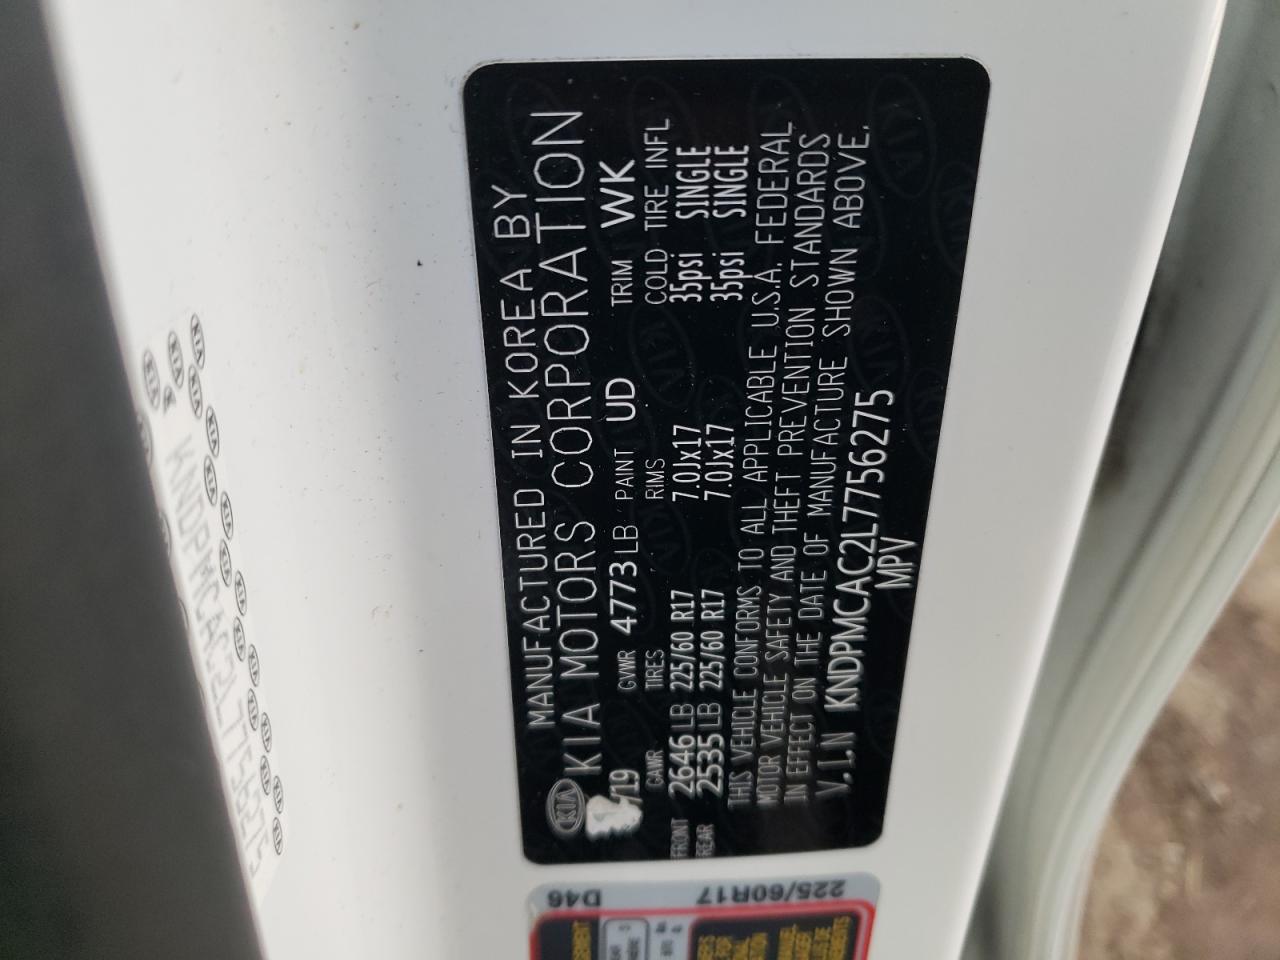 MANUFACTURED IN KOREA BY
KIA KIA MOTORS CORPORATION
/19 GVWR 4773LB PAINT UD TRIM WK
GAWR TIRES RIMS COLD TIRE INFL
FRONT 2646LB 225/60 R17 7.0Jx17 35psi SINGLE
REAR 2535LB 225/60 R17 7.0Jx17 35psi SINGLE
THIS VEHICLE CONFORMS TO ALL APPLICABLE U.S.A. FEDERAL
MOTOR VEHICLE SAFETY AND THEFT PREVENTION STANDARDS
IN EFFECT ON THE DATE OF MANUFACTURE SHOWN ABOVE.
V.I.N KNDPMCAC2L7756275
MPV
KNDPMCAC2L7756275
D46 225/60R17